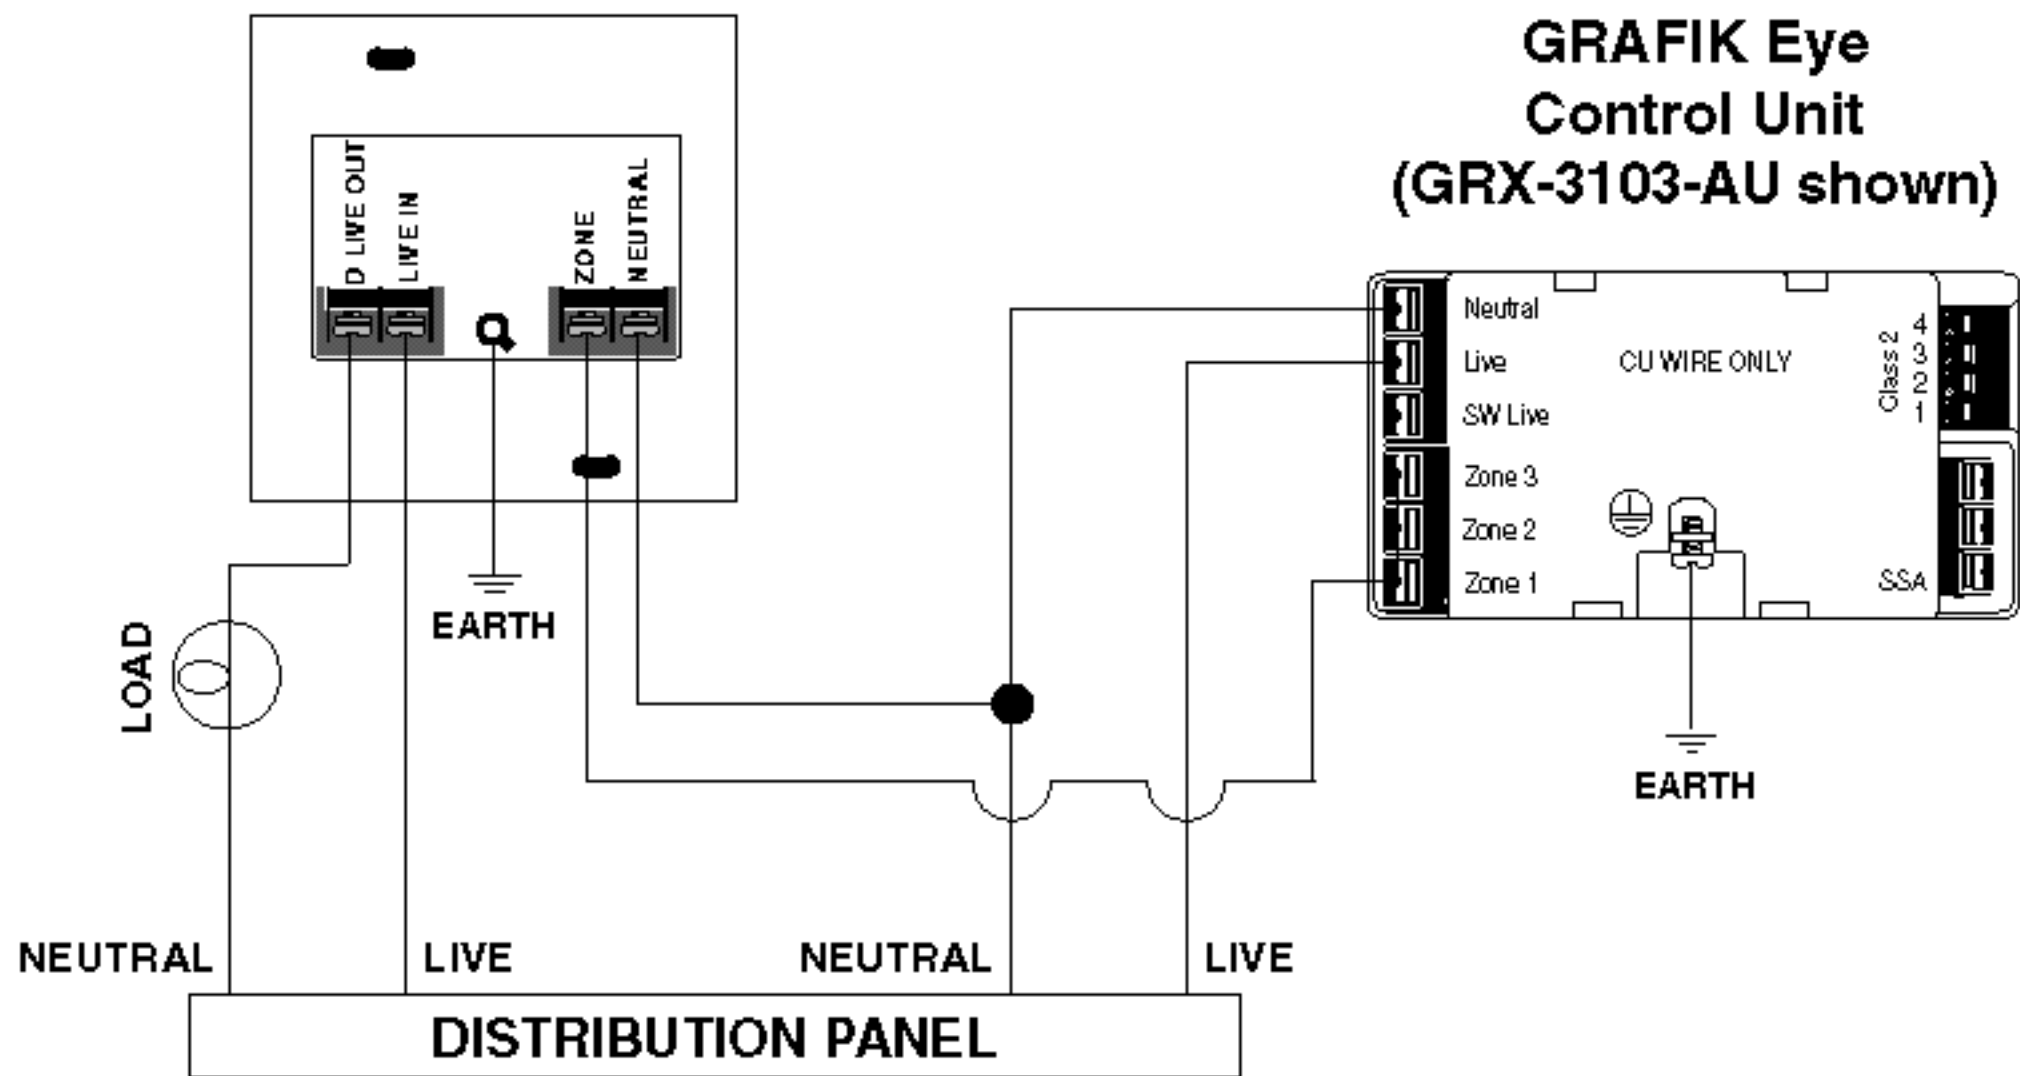 GRAFIK Eye
Control Unit
(GRX-3103-AU shown)
D LIVE OUT
LIVE IN
ZONE
NEUTRAL
Neutral
Live
SW Live
Zone 3
Zone 2
Zone 1
CU WIRE ONLY
Class 2
4
3
2
1
SSA
EARTH
EARTH
LOAD
NEUTRAL
LIVE
NEUTRAL
LIVE
DISTRIBUTION PANEL